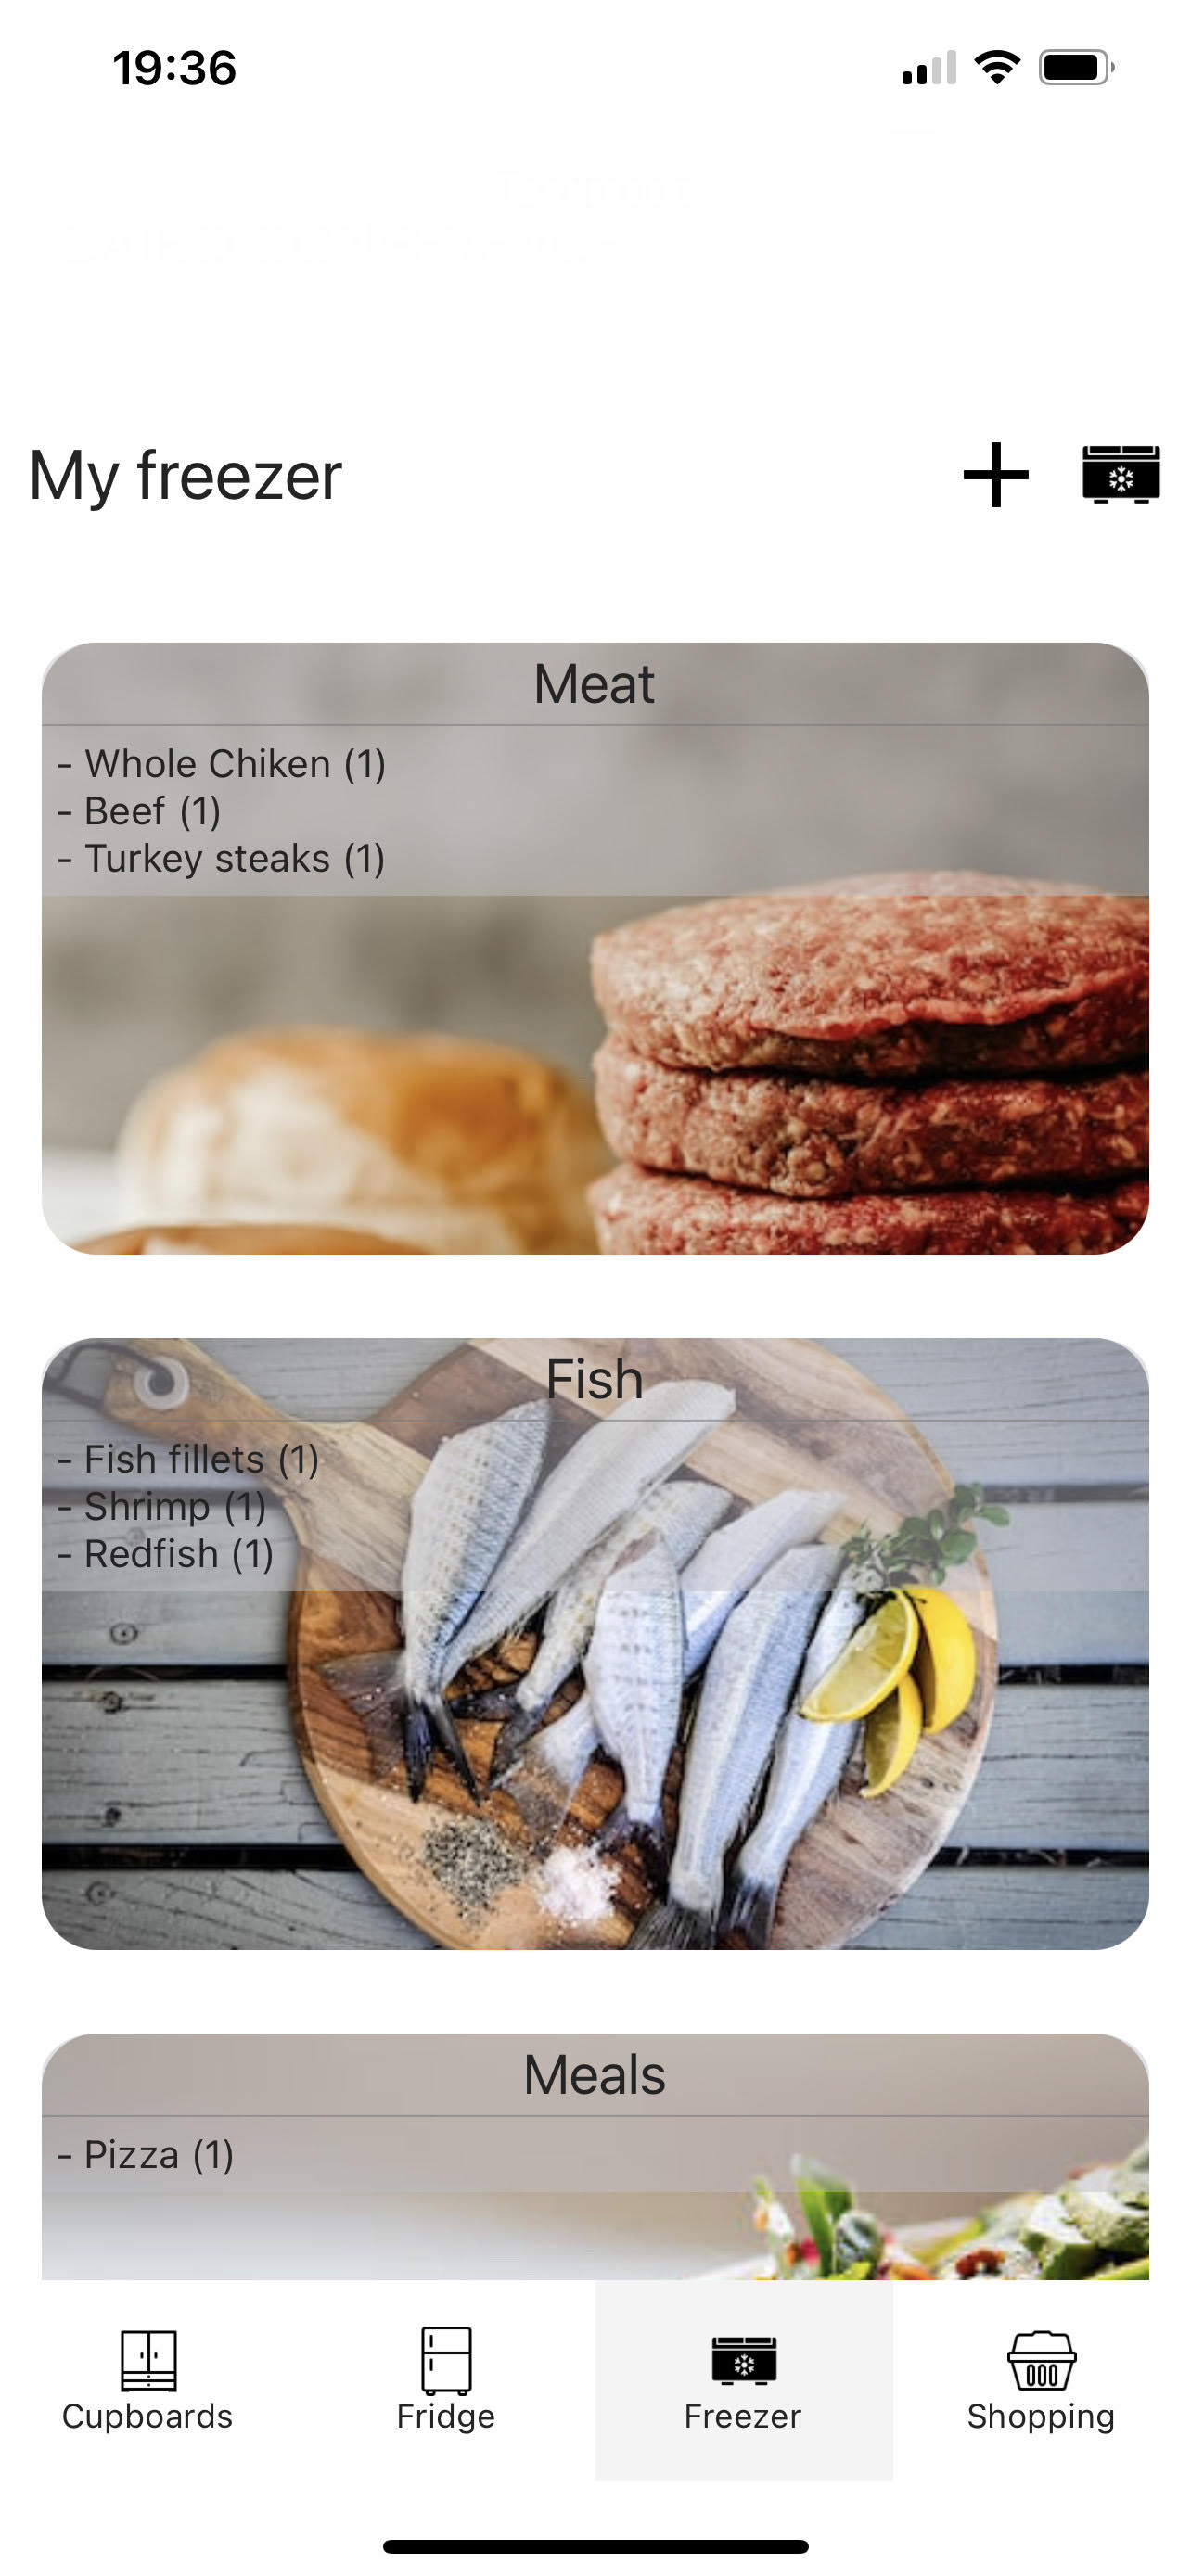 19:36
My freezer
Meat
- Whole Chiken (1)
- Beef (1)
- Turkey steaks (1)
Fish
- Fish fillets (1)
- Shrimp (1)
- Redfish (1)
Meals
- Pizza (1)
Cupboards
Fridge
Freezer
Shopping